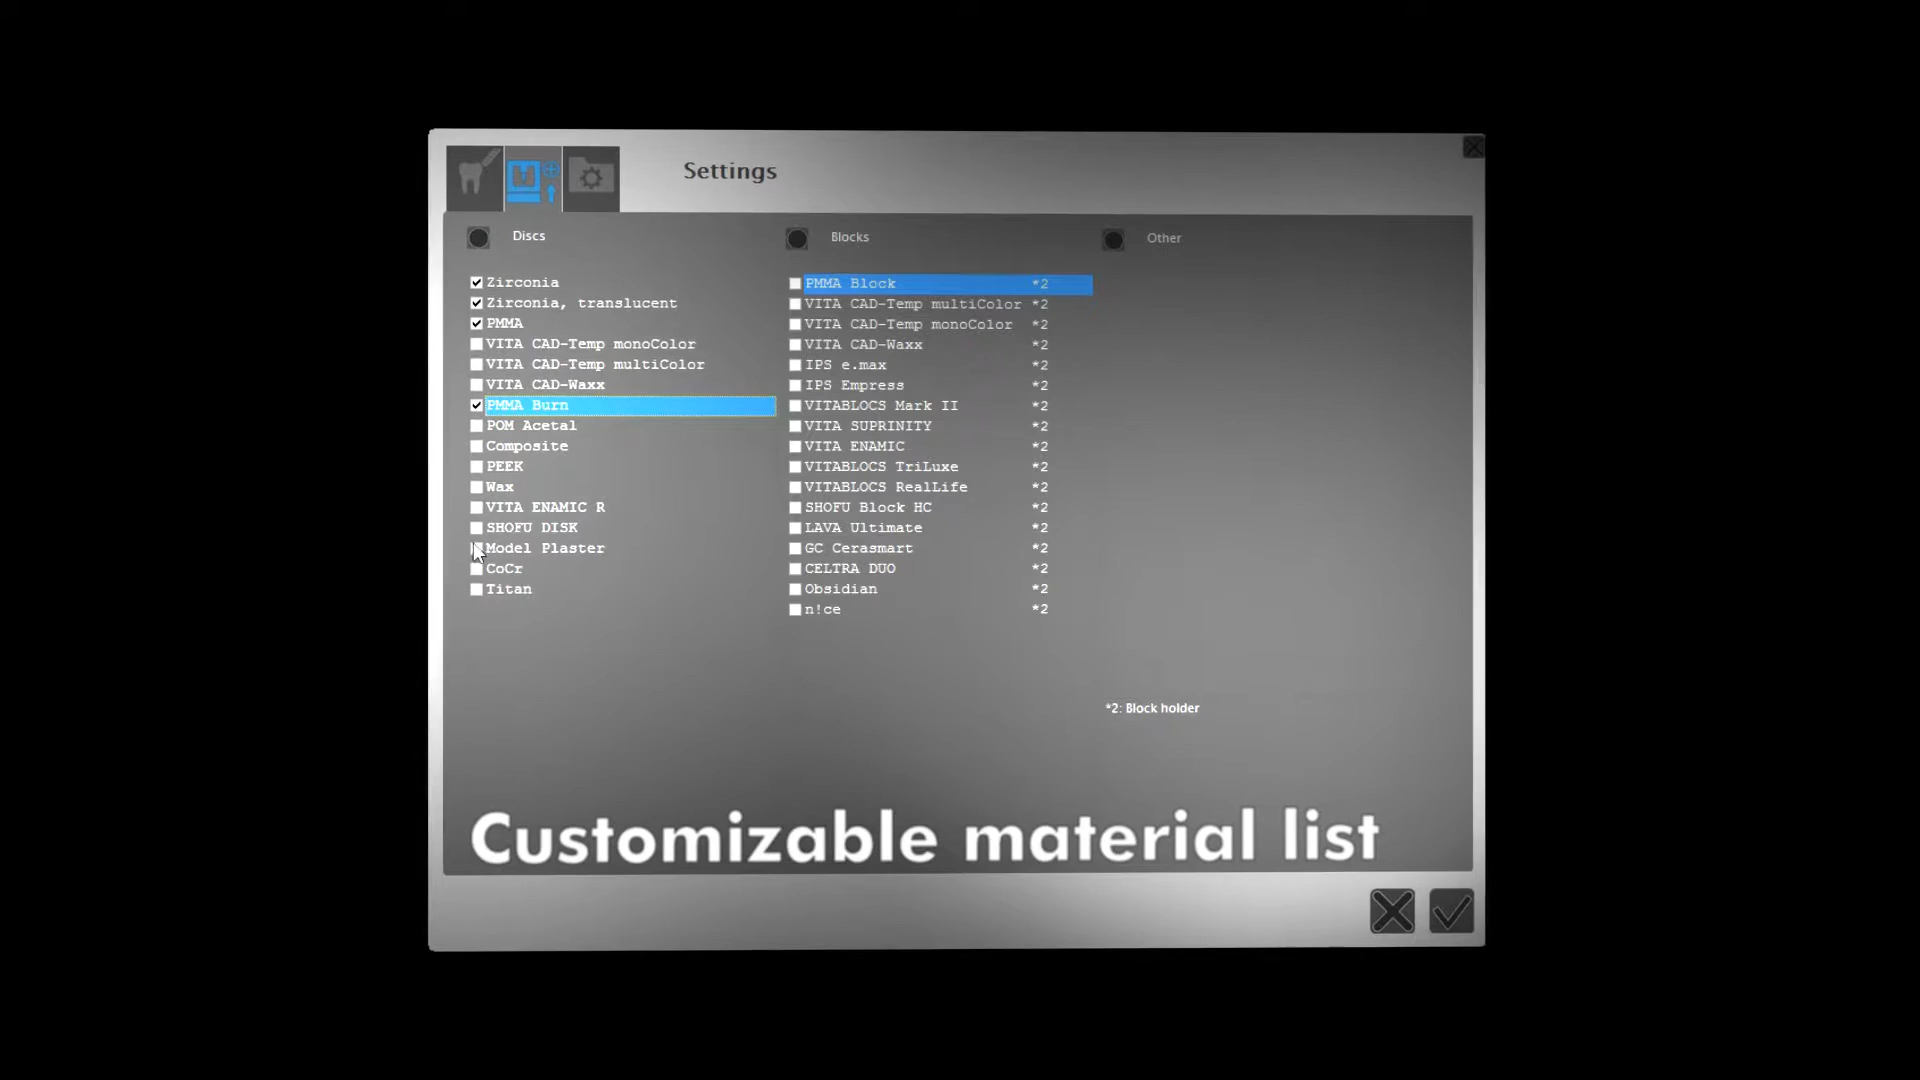 Settings
Discs
Zirconia
Zirconia, translucent
PMMA
VITA CAD-Temp monoColor
VITA CAD-Temp multiColor
VITA CAD-Waxx
PMMA Burn
POM Acetal
Composite
PEEK
Wax
VITA ENAMIC R
SHOFU DISK
Model Plaster
CoCr
Titan
Blocks
PMMA Block *2
VITA CAD-Temp multiColor *2
VITA CAD-Temp monoColor *2
VITA CAD-Waxx *2
IPS e.max *2
IPS Empress *2
VITABLOCS Mark II *2
VITA SUPRINITY *2
VITA ENAMIC *2
VITABLOCS TriLuxe *2
VITABLOCS RealLife *2
SHOFU Block HC *2
LAVA Ultimate *2
GC Cerasmart *2
CELTRA DUO *2
Obsidian *2
n!ce *2
Other
*2: Block holder
Customizable material list